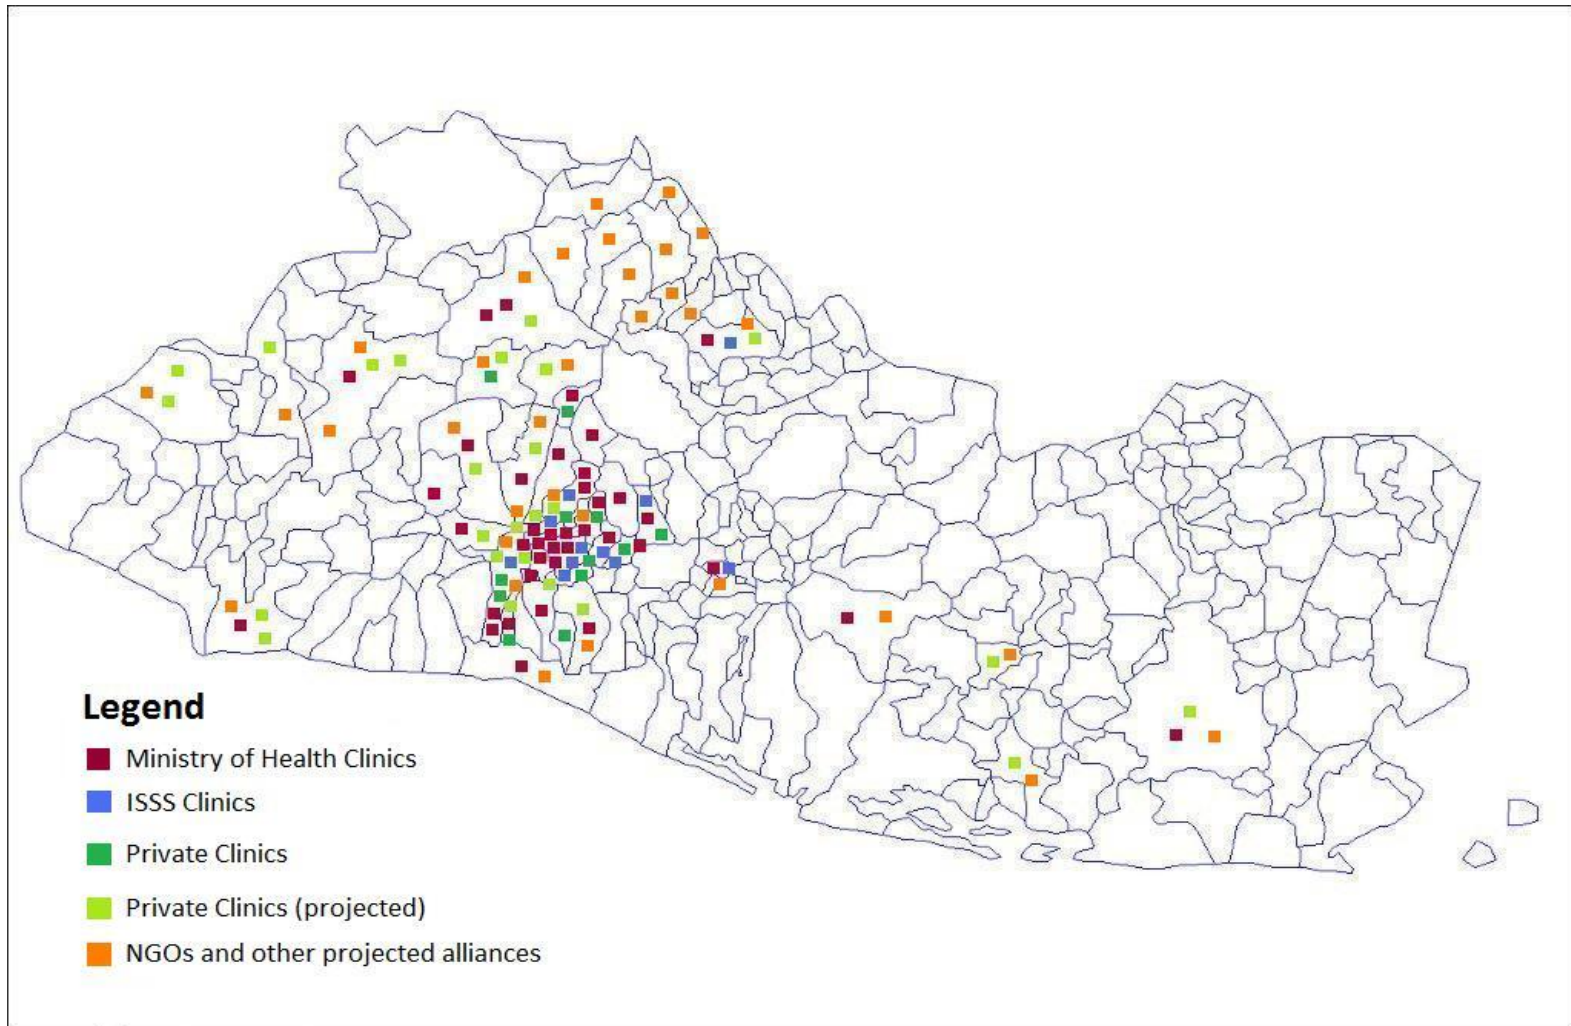 Legend
Ministry of Health Clinics
ISSS Clinics
Private Clinics
Private Clinics (projected)
NGOs and other projected alliances